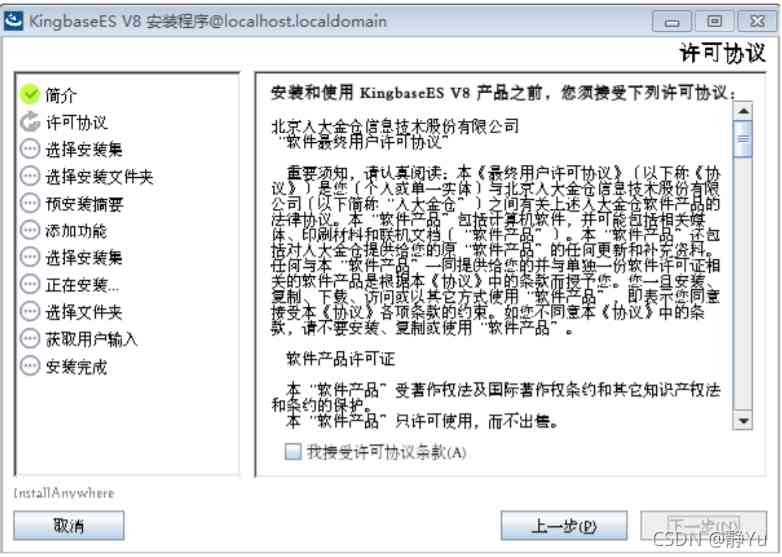 KingbaseES V8 安装程序@localhost.localdomain
许可协议
简介
许可协议
选择安装集
选择安装文件夹
预安装摘要
添加功能
选择安装集
正在安装...
选择文件夹
获取用户输入
安装完成
安装和使用 KingbaseES V8 产品之前，您须接受下列许可协议：
北京人大金仓信息技术股份有限公司
“软件最终用户许可协议”
重要须知，请认真阅读：本《最终用户许可协议》（以下称《协
议》）是您（个人或单一实体）与北京人大金仓信息技术股份有限
公司（以下简称“人大金仓”）之间有关上述人大金仓软件产品的
法律协议。本“软件产品”包括计算机软件，并可能包括相关媒
体、印刷材料和联机文档（“软件产品”）。本“软件产品”还包
括对人大金仓提供给您的原“软件产品”的任何更新和补充资料。
任何与本“软件产品”一同提供给您的并与单独一份软件许可证相
关的软件产品是根据本《协议》中的条款而授予您。您一旦安装、
复制、下载、访问或以其它方式使用“软件产品”，即表示您同意
接受本《协议》各项条款的约束。如您不同意本《协议》中的条
款，请不要安装、复制或使用“软件产品”。
软件产品许可证
本“软件产品”受著作权法及国际著作权条约和其它知识产权法
和条约的保护。
本“软件产品”只许可使用，而不出售。
我接受许可协议条款(A)
InstallAnywhere
取消
上一步(P)
下一步(N)
CSDN @静Yu